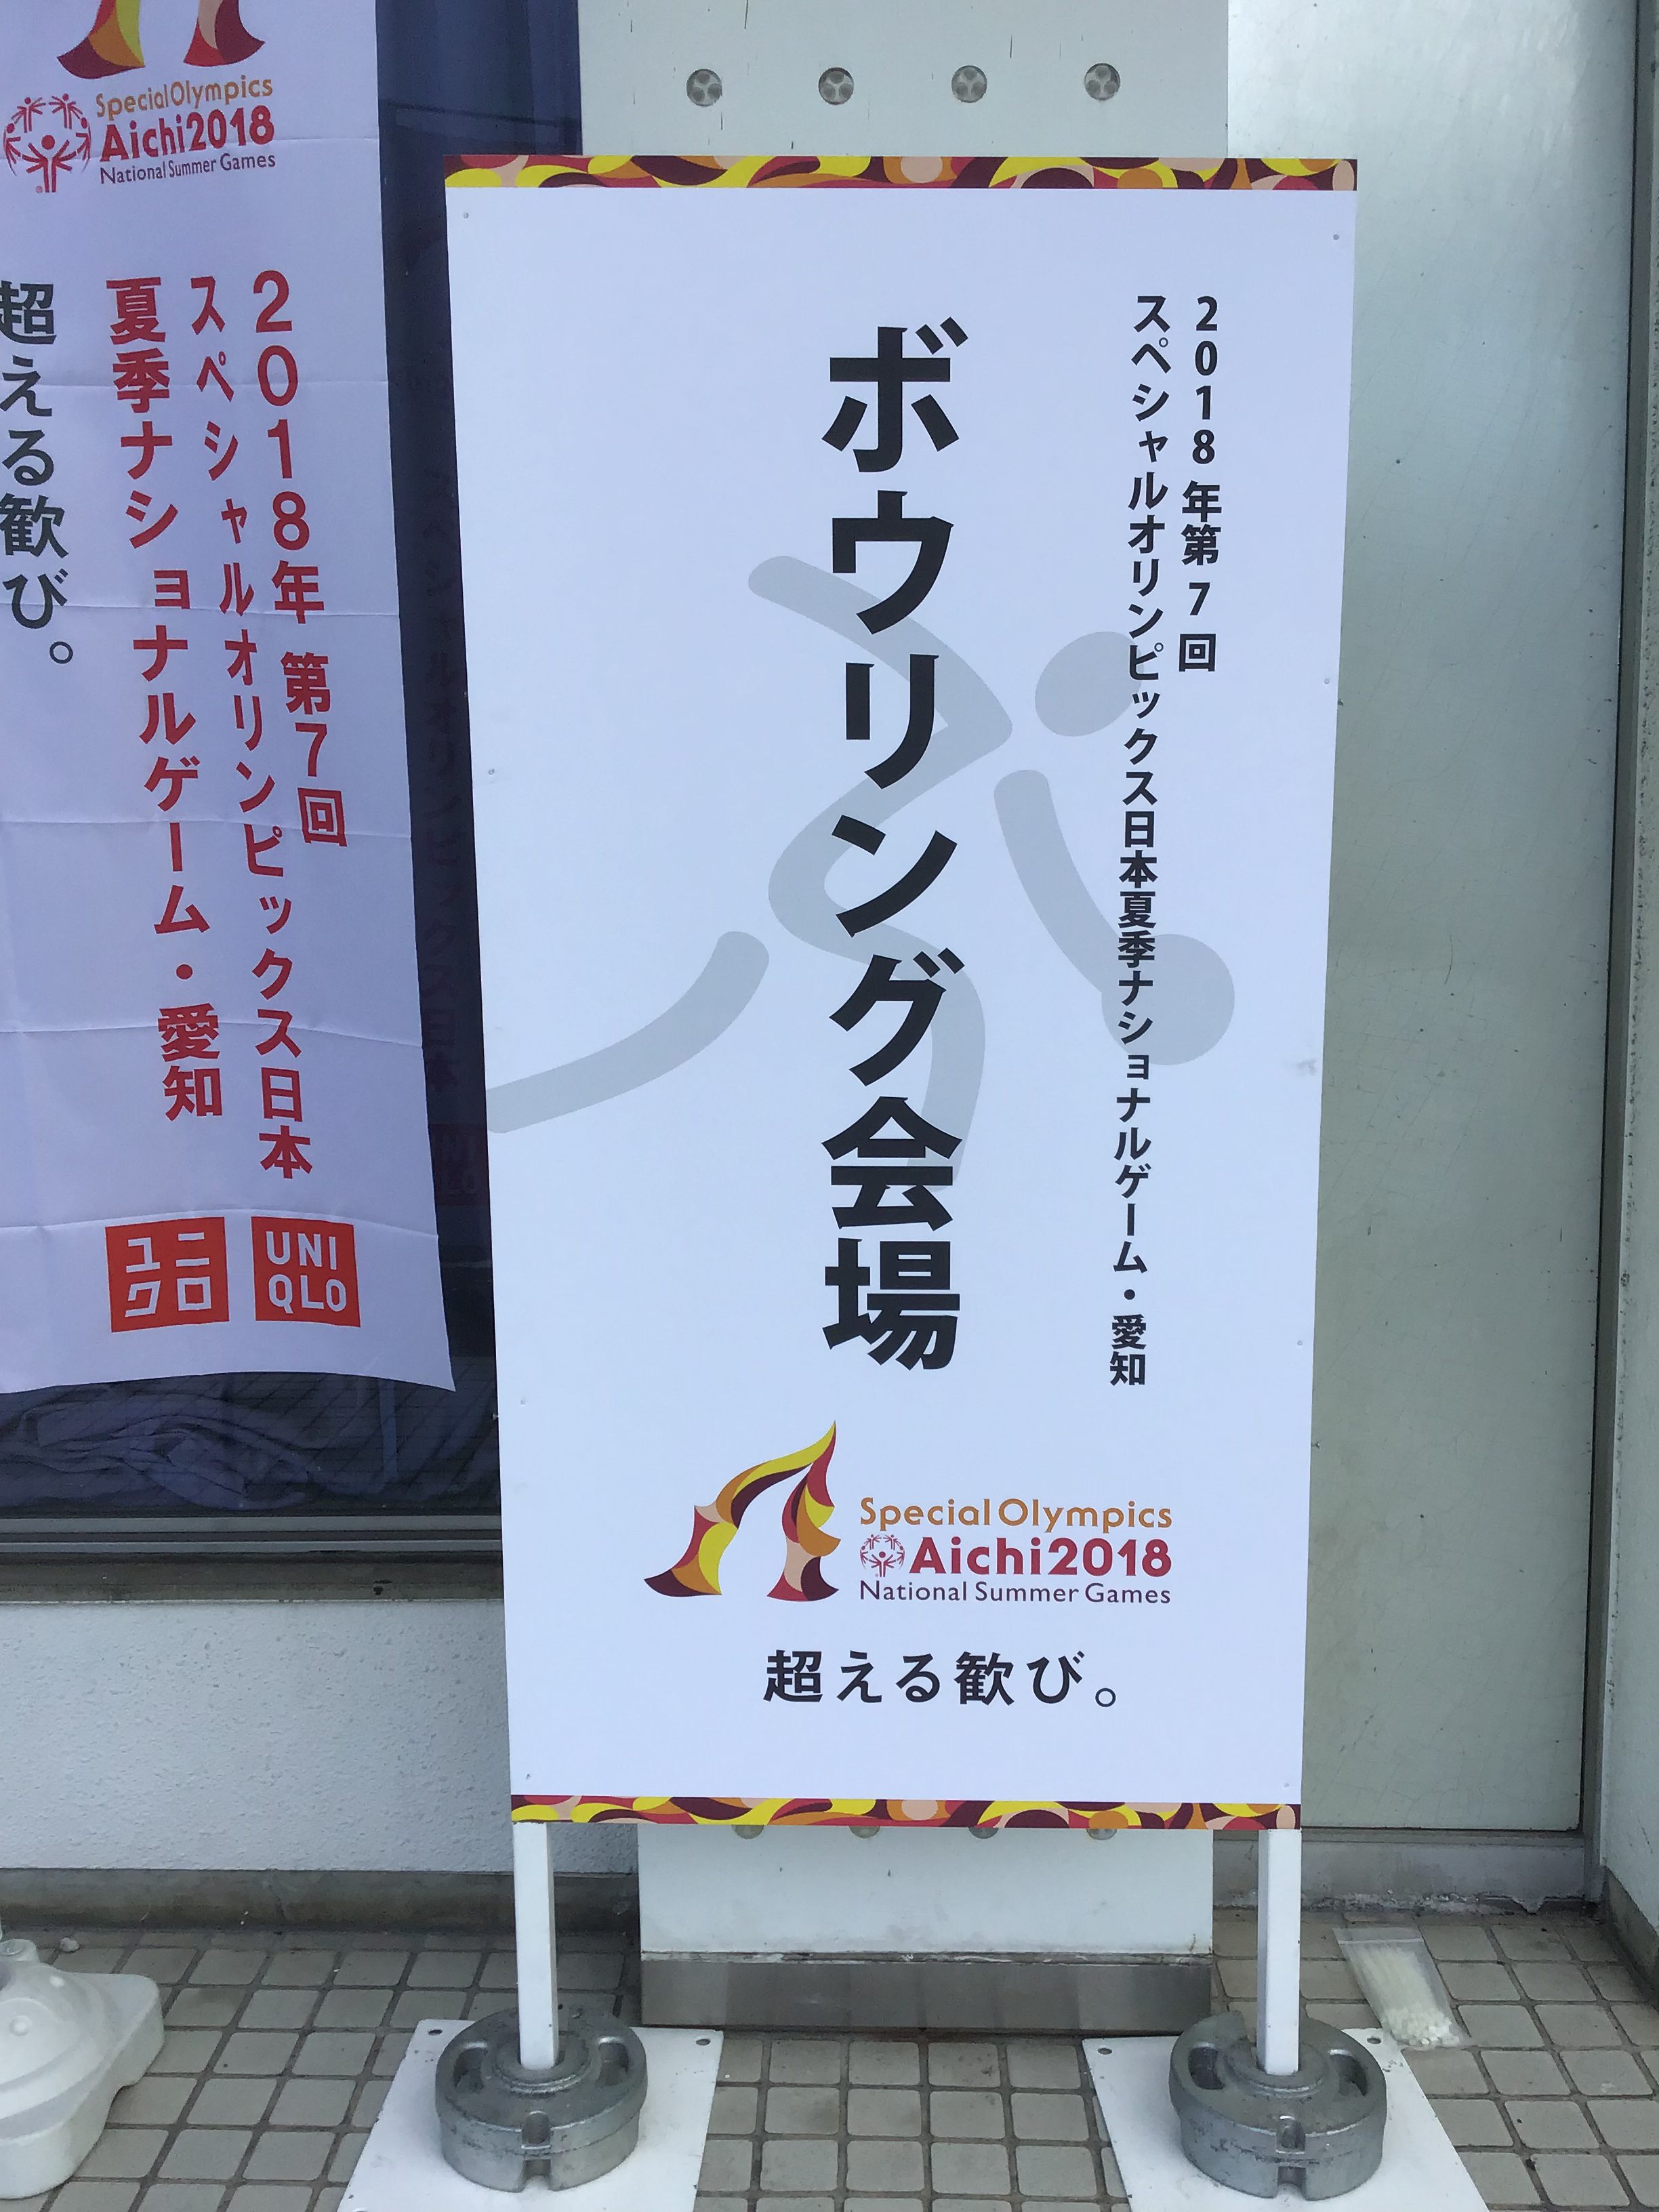 2018年第7回
スペシャルオリンピックス日本夏季ナショナルゲーム・愛知
ボウリング会場
Special Olympics
Aichi2018
National Summer Games
超える歓び。
Special Olympics
Aichi2018
National Summer Games
2018年 第7回
スペシャルオリンピックス日本
夏季ナショナルゲーム・愛知
超える歓び。
ユニ
クロ
UNI
QLO